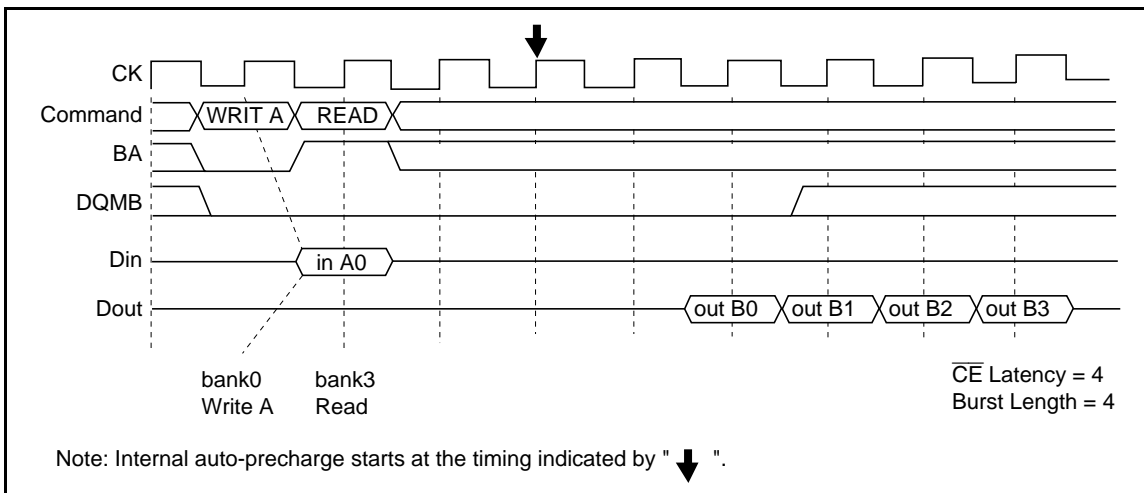 CK
Command WRIT A READ
BA
DQMB
Din in A0
Dout out B0 out B1 out B2 out B3
bank0 bank3
Write A Read
CE Latency = 4
Burst Length = 4
Note: Internal auto-precharge starts at the timing indicated by " ".